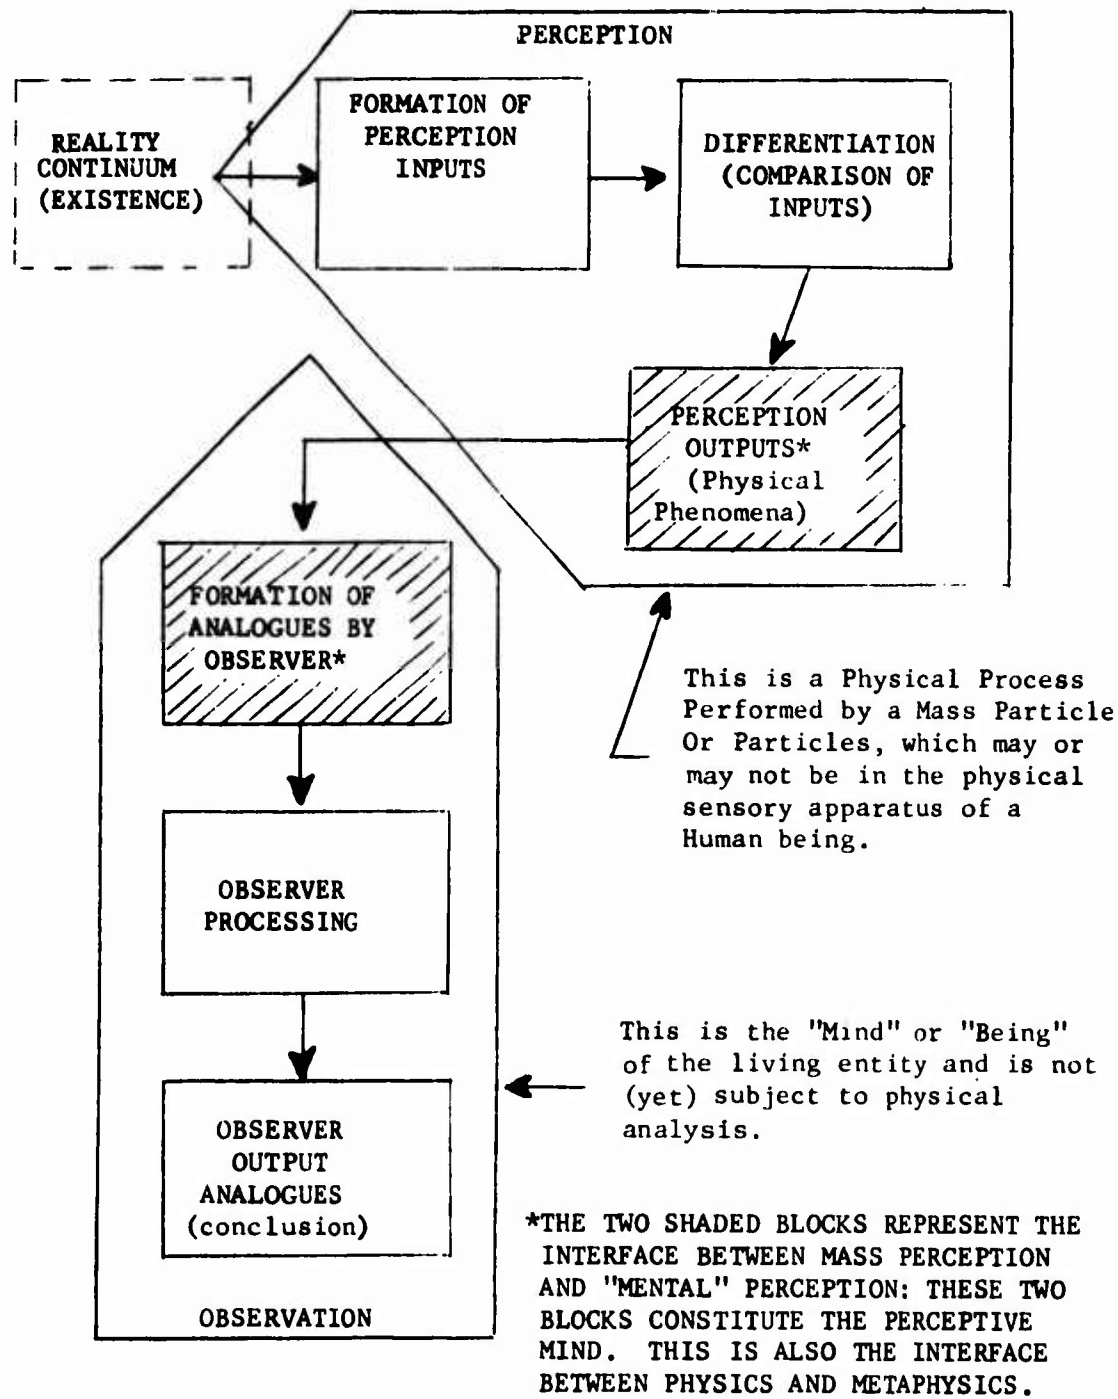 PERCEPTION
REALITY
CONTINUUM
(EXISTENCE)
FORMATION OF
PERCEPTION
INPUTS
DIFFERENTIATION
(COMPARISON OF
INPUTS)
PERCEPTION
OUTPUTS*
(Physical
Phenomena)
FORMATION OF
ANALOGUES BY
OBSERVER*
This is a Physical Process
Performed by a Mass Particle
Or Particles, which may or
may not be in the physical
sensory apparatus of a
Human being.
OBSERVER
PROCESSING
This is the "Mind" or "Being"
of the living entity and is not
(yet) subject to physical
analysis.
OBSERVER
OUTPUT
ANALOGUES
(conclusion)
OBSERVATION
*THE TWO SHADED BLOCKS REPRESENT THE
INTERFACE BETWEEN MASS PERCEPTION
AND "MENTAL" PERCEPTION: THESE TWO
BLOCKS CONSTITUTE THE PERCEPTIVE
MIND. THIS IS ALSO THE INTERFACE
BETWEEN PHYSICS AND METAPHYSICS.